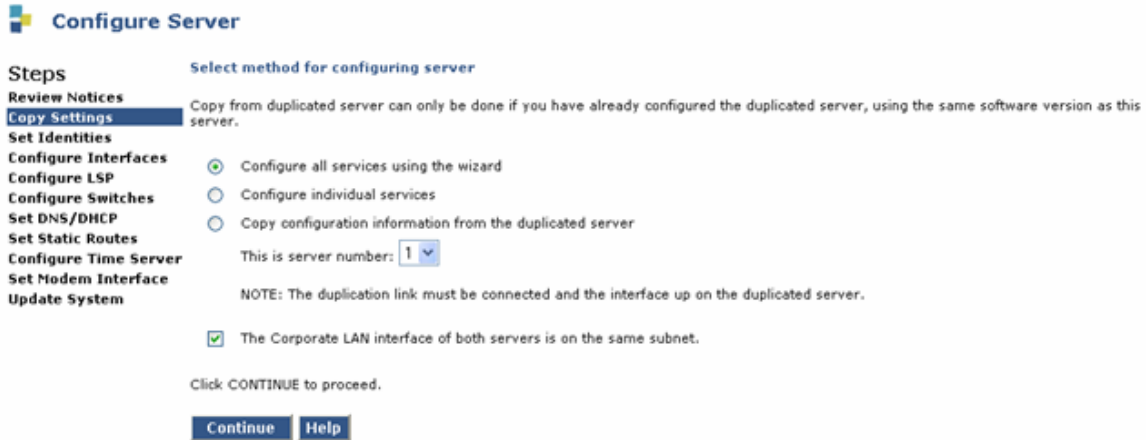 Configure Server
Steps
Review Notices
Copy Settings
Set Identities
Configure Interfaces
Configure LSP
Configure Switches
Set DNS/DHCP
Set Static Routes
Configure Time Server
Set Modem Interface
Update System
Select method for configuring server
Copy from duplicated server can only be done if you have already configured the duplicated server, using the same software version as this
server.
Configure all services using the wizard
Configure individual services
Copy configuration information from the duplicated server
This is server number: 1
NOTE: The duplication link must be connected and the interface up on the duplicated server.
The Corporate LAN interface of both servers is on the same subnet.
Click CONTINUE to proceed.
Continue Help